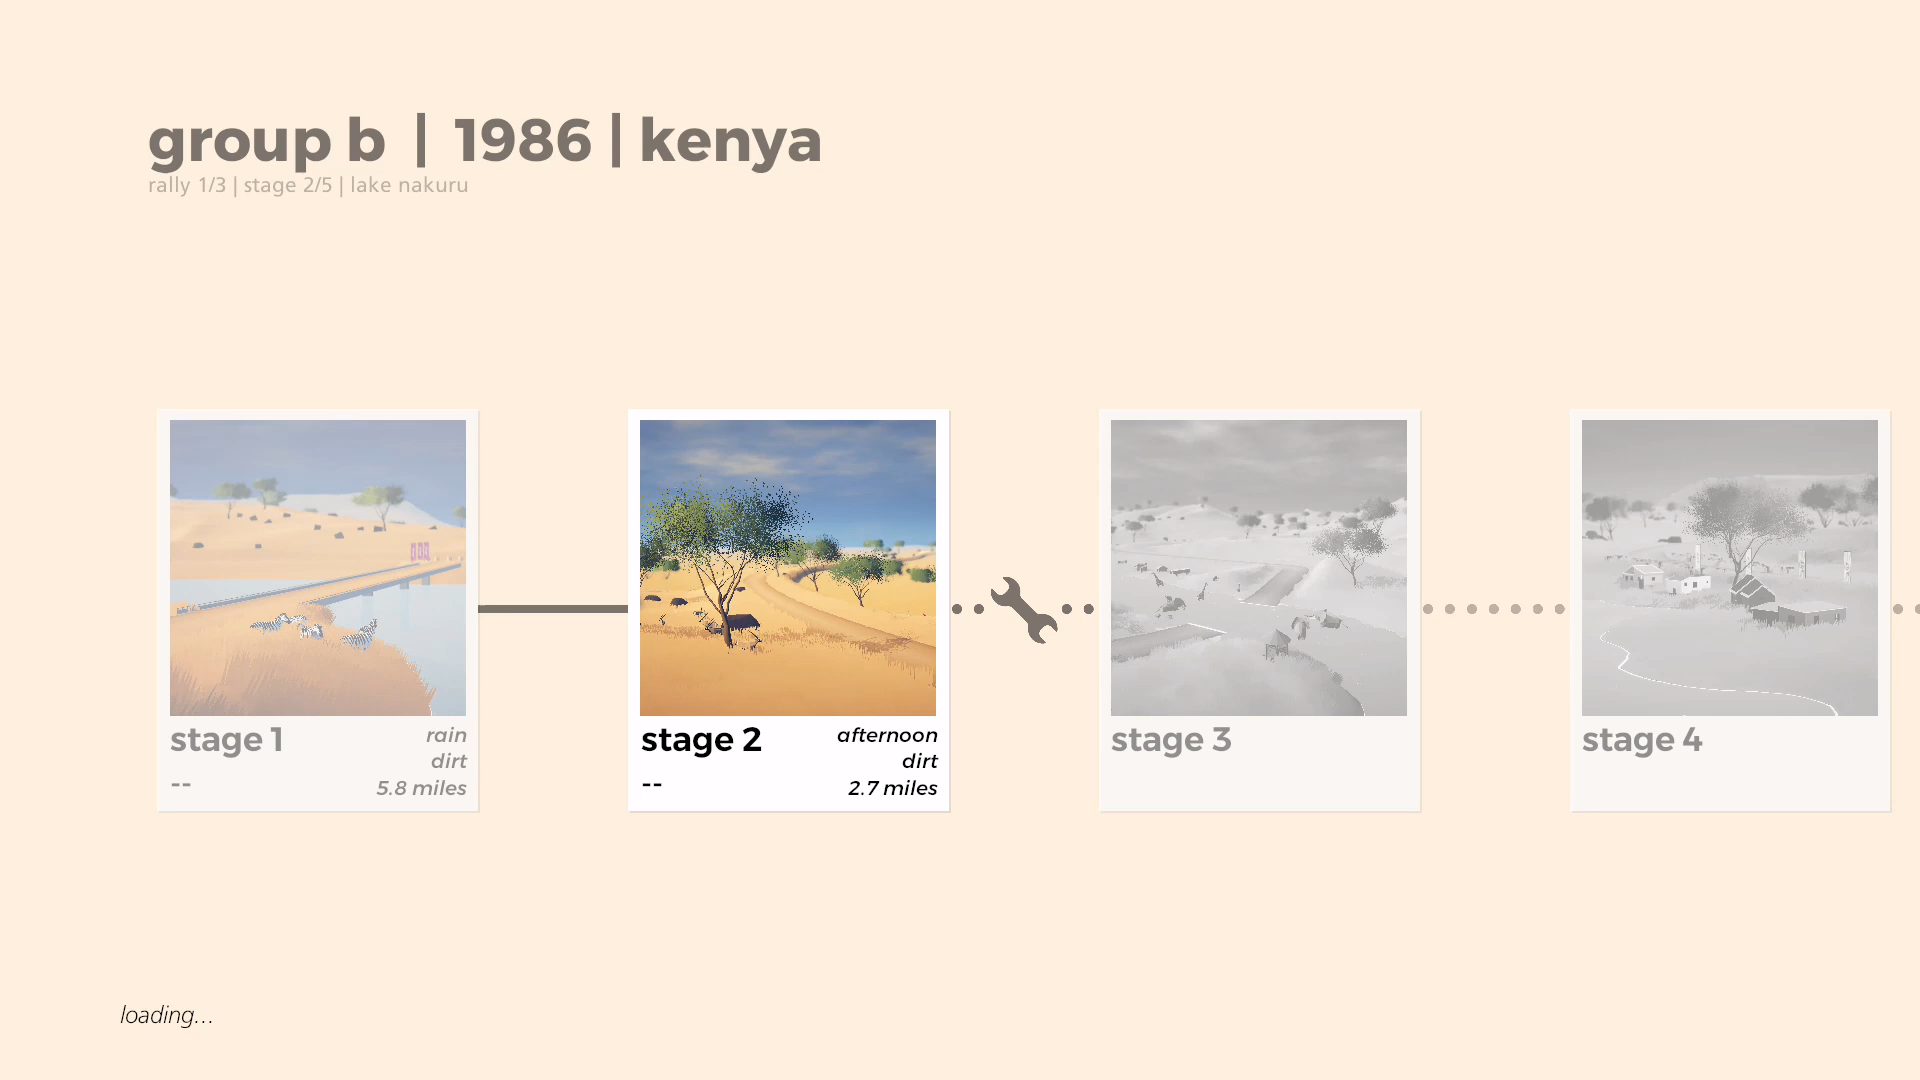 group b | 1986 | kenya
rally 1/3 | stage 2/5 | lake nakuru
stage 1
rain
dirt
--
5.8 miles
stage 2
afternoon
dirt
--
2.7 miles
stage 3
stage 4
loading...